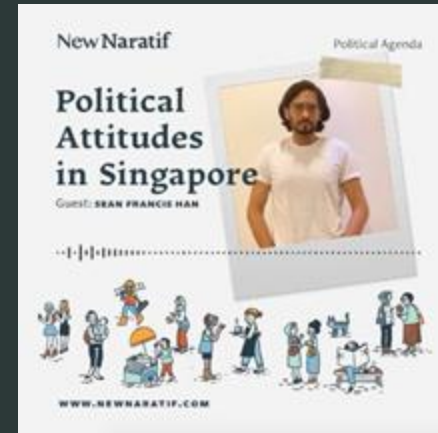 New Naratif
Political Agenda
Political
Attitudes
in Singapore
Guest: SEAN FRANCIS HAN
WWW.NEWNARATIF.COM